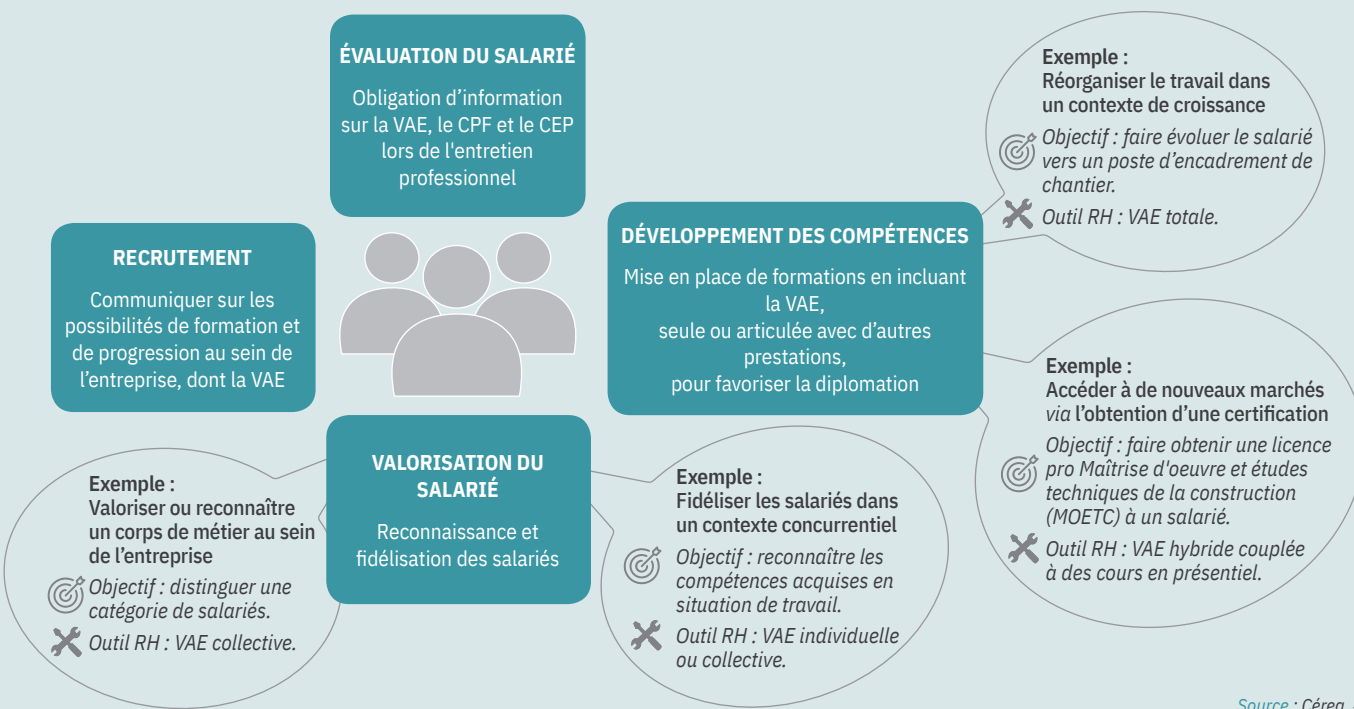 ÉVALUATION DU SALARIÉ
Obligation d’information
sur la VAE, le CPF et le CEP
lors de l'entretien
professionnel
RECRUTEMENT
Communiquer sur les
possibilités de formation et
de progression au sein de
l’entreprise, dont la VAE
DÉVELOPPEMENT DES COMPÉTENCES
Mise en place de formations en incluant
la VAE,
seule ou articulée avec d’autres
prestations,
pour favoriser la diplomation
Exemple :
Réorganiser le travail dans
un contexte de croissance
Objectif : faire évoluer le salarié
vers un poste d’encadrement de
chantier.
Outil RH : VAE totale.
Exemple :
Accéder à de nouveaux marchés
via l’obtention d’une certification
Objectif : faire obtenir une licence
pro Maîtrise d'oeuvre et études
techniques de la construction
(MOETC) à un salarié.
Outil RH : VAE hybride couplée
à des cours en présentiel.
VALORISATION DU
SALARIÉ
Reconnaissance et
fidélisation des salariés
Exemple :
Valoriser ou reconnaître
un corps de métier au sein
de l’entreprise
Objectif : distinguer une
catégorie de salariés.
Outil RH : VAE collective.
Exemple :
Fidéliser les salariés dans
un contexte concurrentiel
Objectif : reconnaître les
compétences acquises en
situation de travail.
Outil RH : VAE individuelle
ou collective.
Source : Céreq,